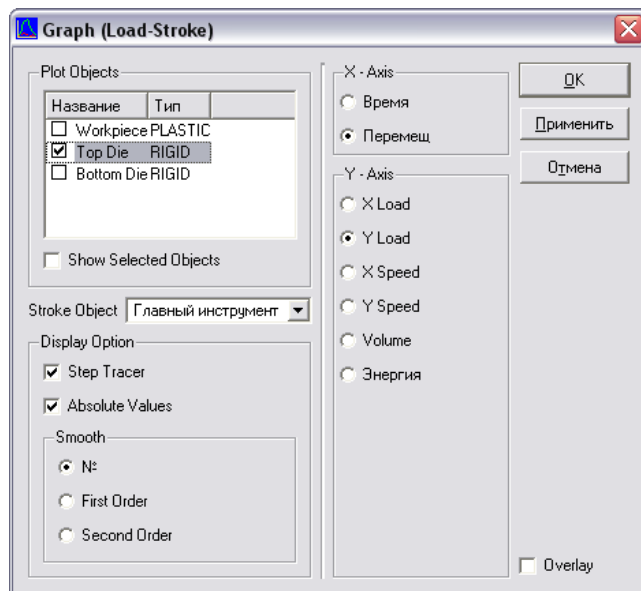 Graph (Load-Stroke)
Plot Objects
Название Тип
Workpiece PLASTIC
Top Die RIGID
Bottom Die RIGID
Show Selected Objects
Stroke Object Главный инструмент
Display Option
Step Tracer
Absolute Values
Smooth
№
First Order
Second Order
X - Axis
Время
Перемещ
Y - Axis
X Load
Y Load
X Speed
Y Speed
Volume
Энергия
OK
Применить
Отмена
Overlay